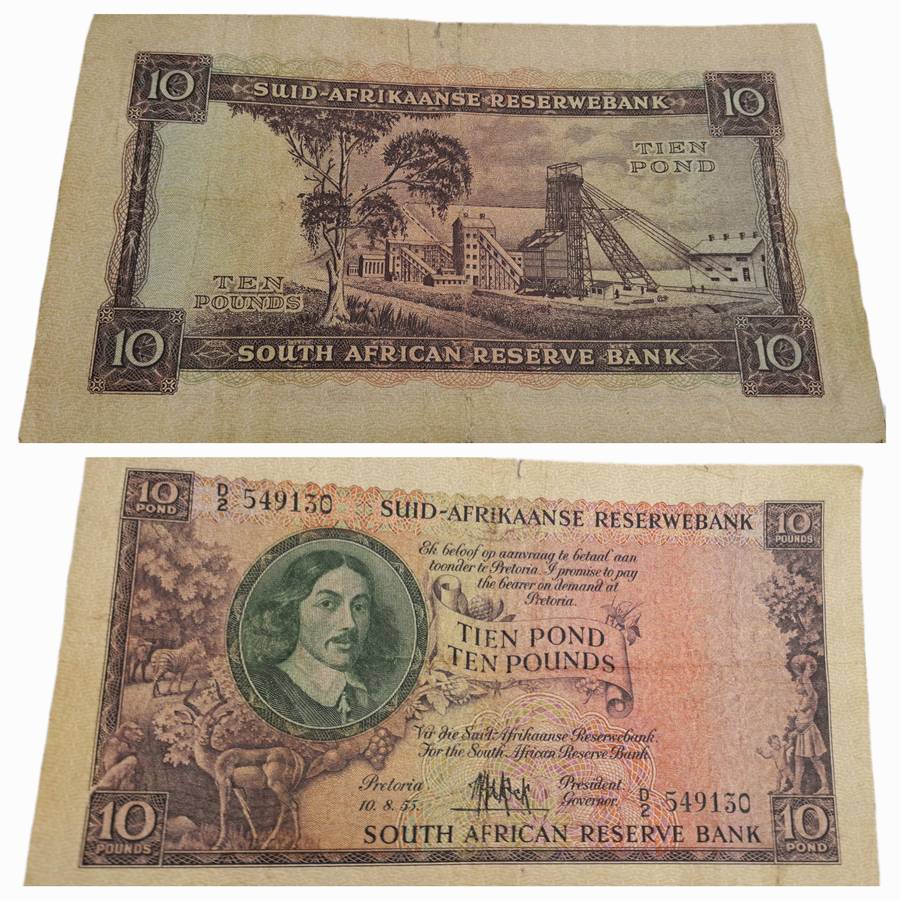 10 SUID-AFRIKAANSE RESERWEBANK 10
TIEN
POND
TEN
POUNDS
10 SOUTH AFRICAN RESERVE BANK 10
10
POND
D/2 549130 SUID-AFRIKAANSE RESERWEBANK
10
POUNDS
Ek beloof op aanvraag te betaal aan
toonder te Pretoria. I promise to pay
the bearer on demand at
Pretoria.
TIEN POND
TEN POUNDS
Vir die Suid-Afrikaanse Reserwebank.
For the South African Reserve Bank
Pretoria
10. 8. 55.
President.
Governor.
D/2 549130
10
POUNDS
SOUTH AFRICAN RESERVE BANK
10
POND